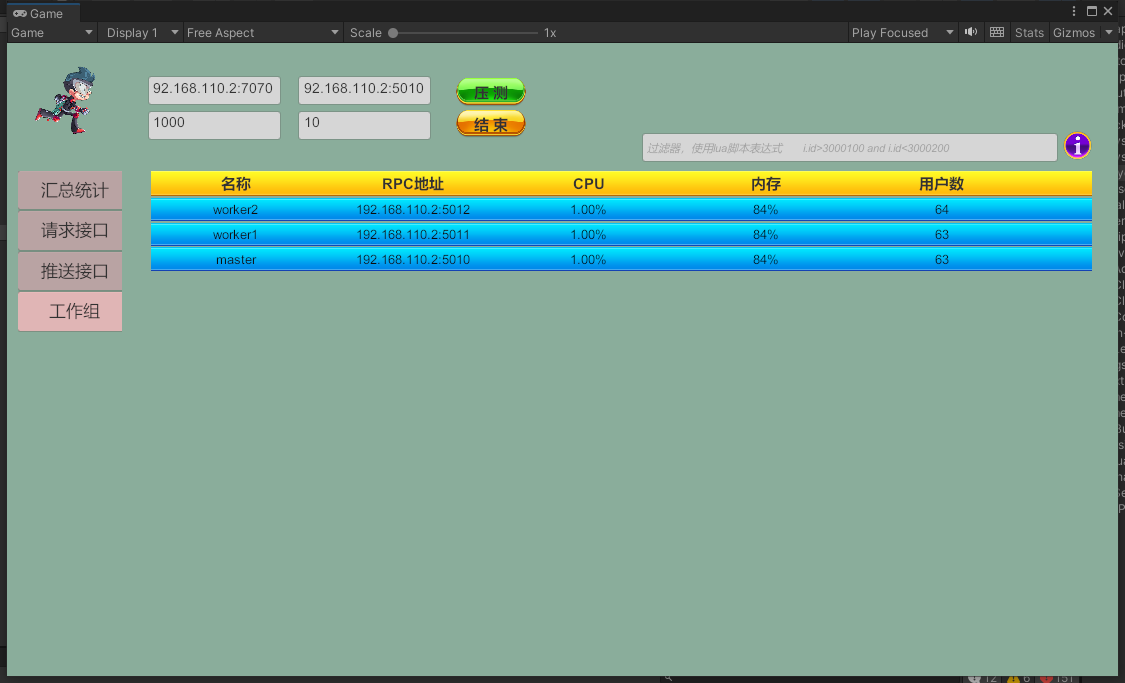 Game
Game Display 1 Free Aspect Scale 1x Play Focused Stats Gizmos
92.168.110.2:7070 92.168.110.2:5010 压 测
1000 10 结 束
过滤器，使用lua脚本表达式 i.id>3000100 and i.id<3000200
汇总统计
请求接口
推送接口
工作组
名称 RPC地址 CPU 内存 用户数
worker2 192.168.110.2:5012 1.00% 84% 64
worker1 192.168.110.2:5011 1.00% 84% 63
master 192.168.110.2:5010 1.00% 84% 63
12 6 151